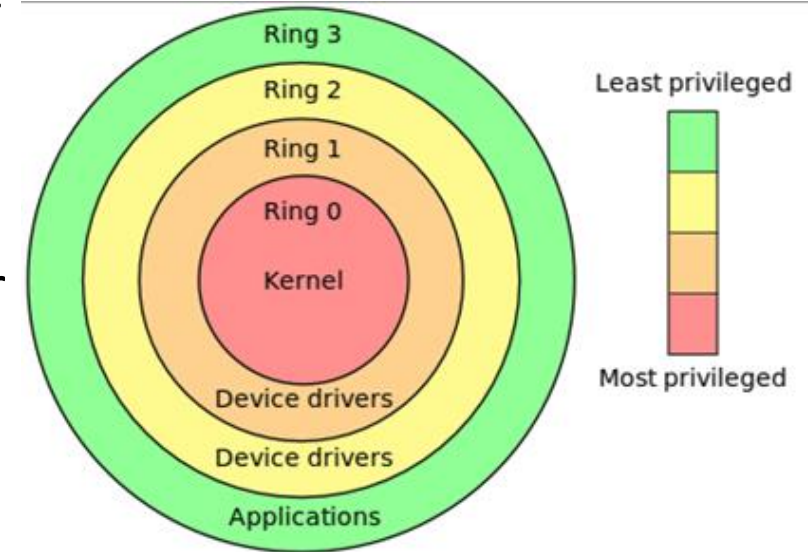 Ring 3
Ring 2
Ring 1
Ring 0
Kernel
Device drivers
Device drivers
Applications
Least privileged
Most privileged